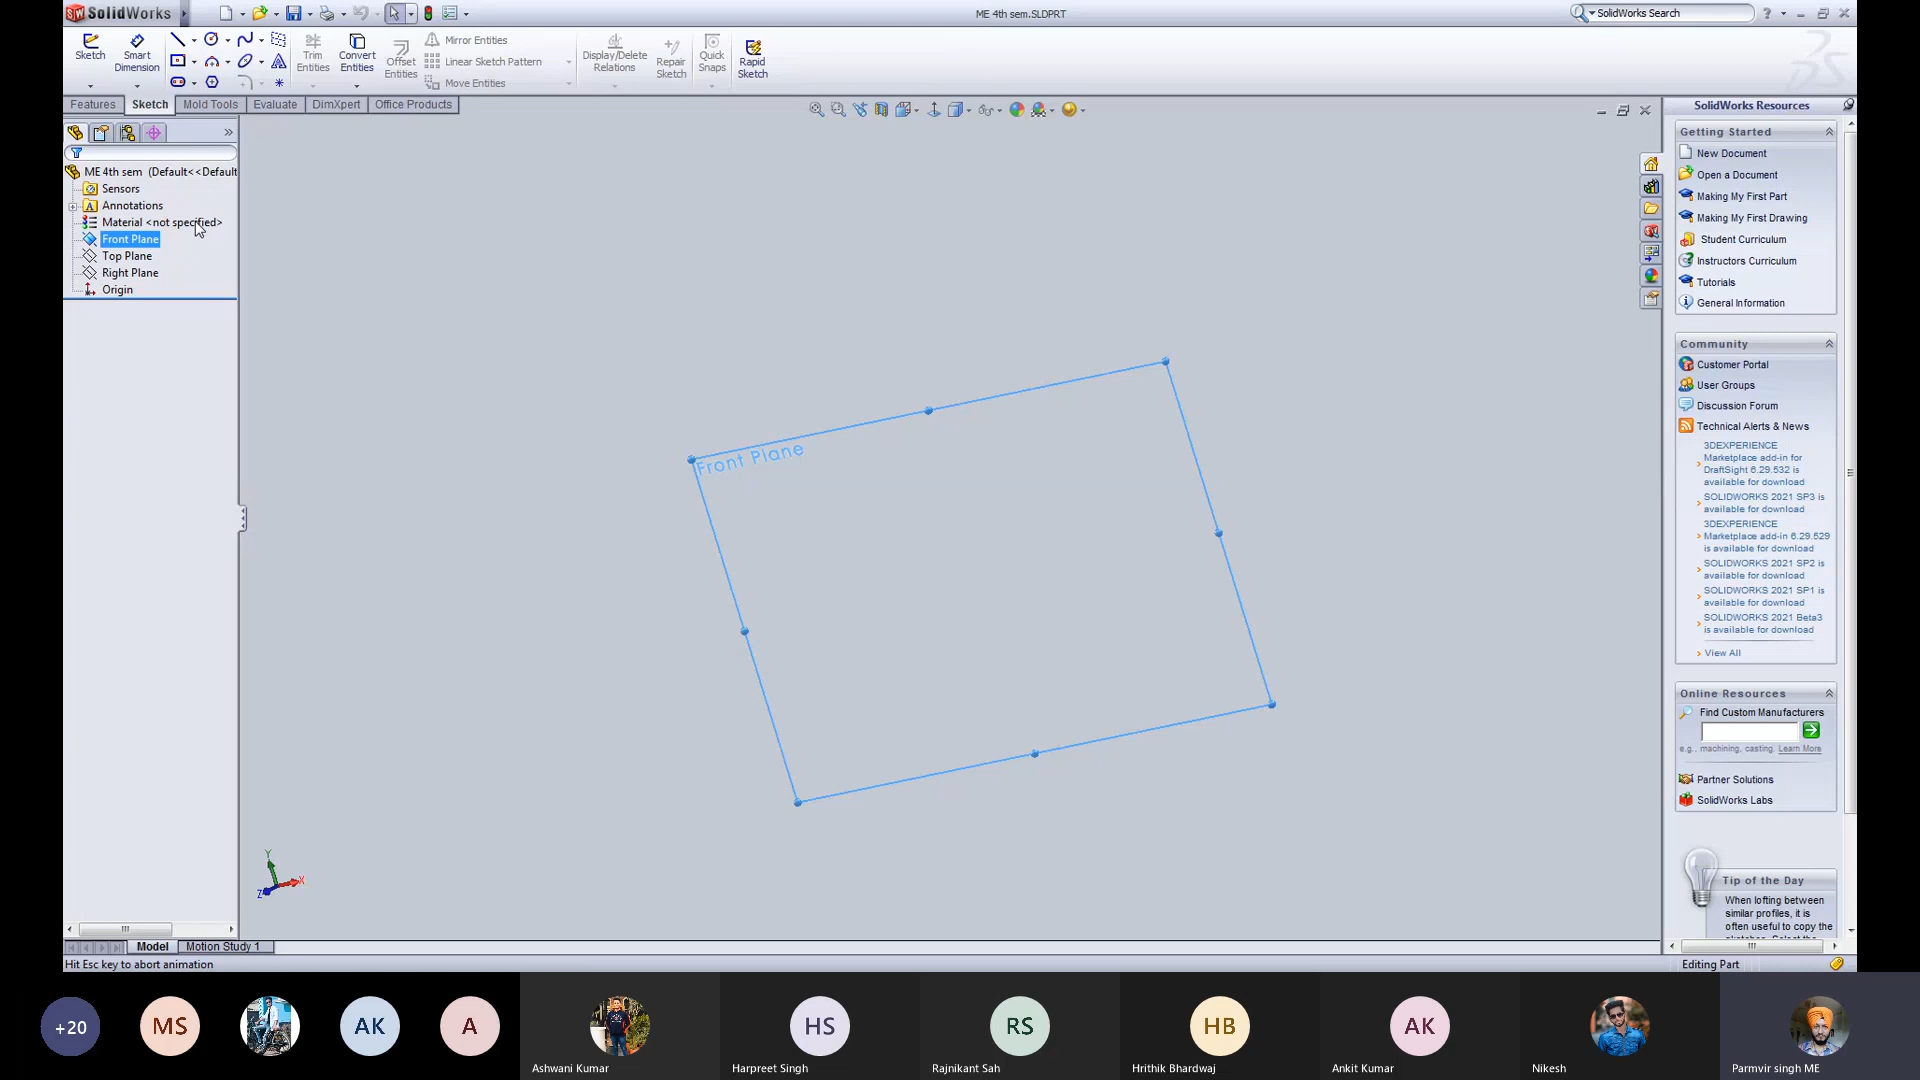 SolidWorks
ME 4th sem.SLDPRT
SolidWorks Search
Sketch
Smart Dimension
Trim Entities
Convert Entities
Offset Entities
Mirror Entities
Linear Sketch Pattern
Move Entities
Display/Delete Relations
Repair Sketch
Quick Snaps
Rapid Sketch
Features
Sketch
Mold Tools
Evaluate
DimXpert
Office Products
ME 4th sem (Default<<Default
Sensors
Annotations
Material <not specified>
Front Plane
Top Plane
Right Plane
Origin
Front Plane
Y
X
Z
Model
Motion Study 1
Hit Esc key to abort animation
Editing Part
SolidWorks Resources
Getting Started
New Document
Open a Document
Making My First Part
Making My First Drawing
Student Curriculum
Instructors Curriculum
Tutorials
General Information
Community
Customer Portal
User Groups
Discussion Forum
Technical Alerts & News
3DEXPERIENCE
Marketplace add-in for
DraftSight 6.29.532 is
available for download
SOLIDWORKS 2021 SP3 is
available for download
3DEXPERIENCE
Marketplace add-in 6.29.529
is available for download
SOLIDWORKS 2021 SP2 is
available for download
SOLIDWORKS 2021 SP1 is
available for download
SOLIDWORKS 2021 Beta3
is available for download
View All
Online Resources
Find Custom Manufacturers
e.g., machining, casting. Learn More
Partner Solutions
SolidWorks Labs
Tip of the Day
When lofting between
similar profiles, it is
often useful to copy the
+20
MS
AK
A
Ashwani Kumar
HS
Harpreet Singh
RS
Rajnikant Sah
HB
Hrithik Bhardwaj
AK
Ankit Kumar
Nikesh
Parmvir singh ME